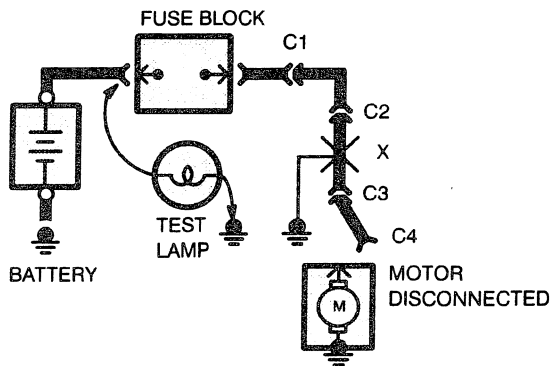 FUSE BLOCK
C1
C2
X
C3
C4
TEST
LAMP
BATTERY
MOTOR
DISCONNECTED
M